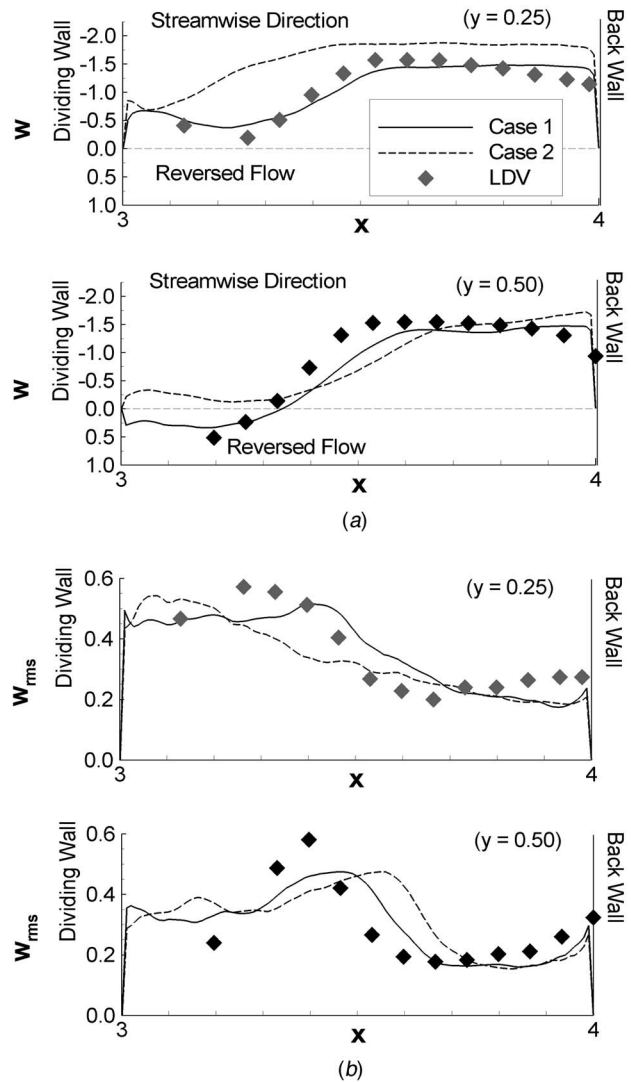 Streamwise Direction
(y = 0.25)
Back Wall
-2.0
-1.5
-1.0
-0.5
0.0
0.5
1.0
w
Dividing Wall
Case 1
Case 2
LDV
Reversed Flow
3
x
4
Streamwise Direction
(y = 0.50)
Back Wall
-2.0
-1.5
-1.0
-0.5
0.0
0.5
1.0
w
Dividing Wall
Reversed Flow
3
x
4
(a)
0.6
0.4
0.2
0.0
(y = 0.25)
Back Wall
wrms
Dividing Wall
3
x
4
0.6
0.4
0.2
0.0
(y = 0.50)
Back Wall
wrms
Dividing Wall
3
x
4
(b)